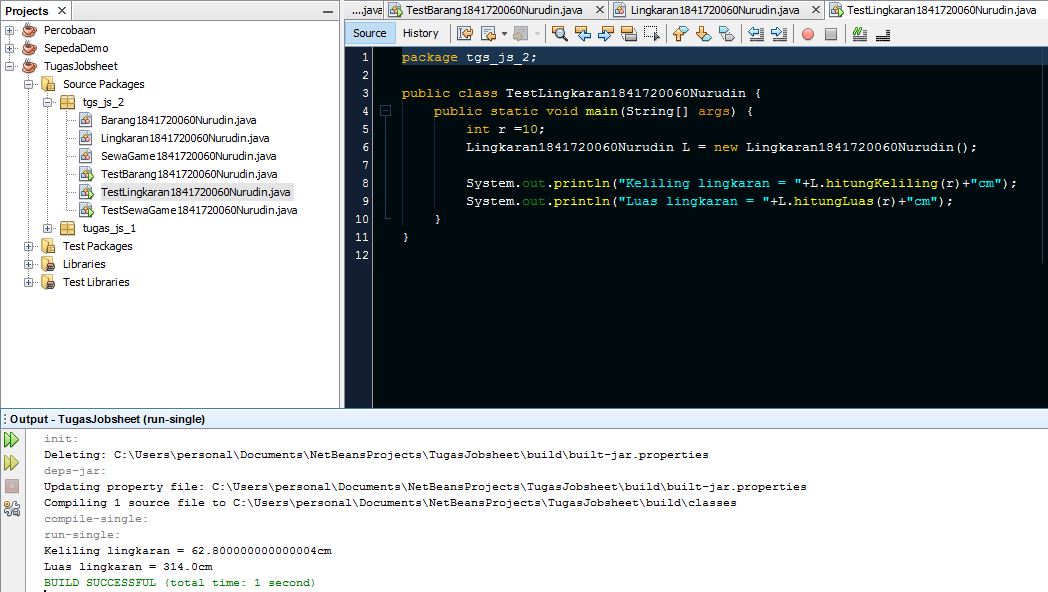 Projects
Percobaan
SepedaDemo
TugasJobsheet
Source Packages
tgs_js_2
Barang1841720060Nurudin.java
Lingkaran1841720060Nurudin.java
SewaGame1841720060Nurudin.java
TestBarang1841720060Nurudin.java
TestLingkaran1841720060Nurudin.java
TestSewaGame1841720060Nurudin.java
tugas_js_1
Test Packages
Libraries
Test Libraries
....java TestBarang1841720060Nurudin.java Lingkaran1841720060Nurudin.java TestLingkaran1841720060Nurudin.java
Source History
1 package tgs_js_2;
2
3 public class TestLingkaran1841720060Nurudin {
4 public static void main(String[] args) {
5 int r =10;
6 Lingkaran1841720060Nurudin L = new Lingkaran1841720060Nurudin();
7
8 System.out.println("Keliling lingkaran = "+L.hitungKeliling(r)+"cm");
9 System.out.println("Luas lingkaran = "+L.hitungLuas(r)+"cm");
10 }
11 }
12
Output - TugasJobsheet (run-single)
init:
Deleting: C:\Users\personal\Documents\NetBeansProjects\TugasJobsheet\build\built-jar.properties
deps-jar:
Updating property file: C:\Users\personal\Documents\NetBeansProjects\TugasJobsheet\build\built-jar.properties
Compiling 1 source file to C:\Users\personal\Documents\NetBeansProjects\TugasJobsheet\build\classes
compile-single:
run-single:
Keliling lingkaran = 62.800000000000004cm
Luas lingkaran = 314.0cm
BUILD SUCCESSFUL (total time: 1 second)